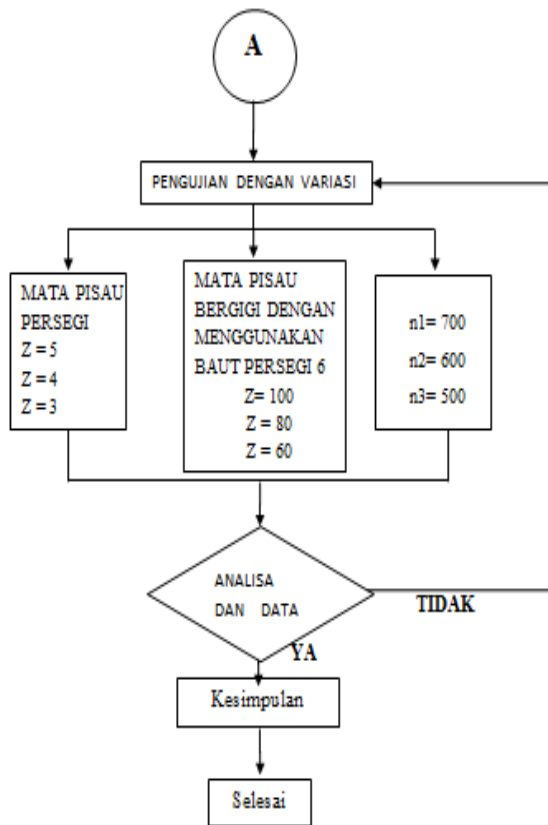 A
PENGUJIAN DENGAN VARIASI
MATA PISAU
PERSEGI
Z = 5
Z = 4
Z = 3
MATA PISAU
BERGIGI DENGAN
MENGGUNAKAN
BAUT PERSEGI 6
Z= 100
Z = 80
Z = 60
n1= 700
n2= 600
n3= 500
ANALISA
DAN DATA
TIDAK
YA
Kesimpulan
Selesai